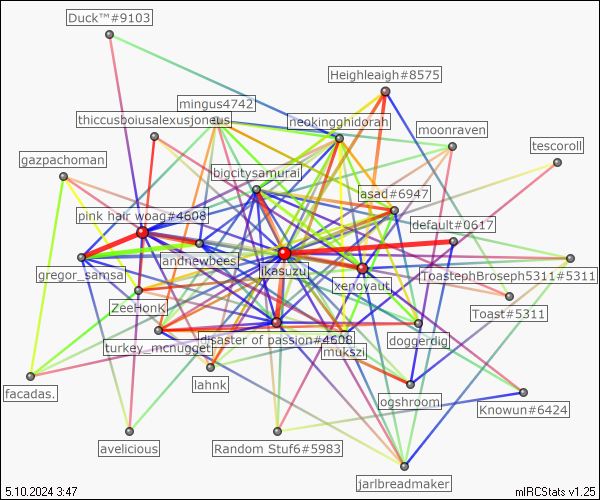 Duck™#9103
Heighleigh#8575
mingus4742
thiccusboiusalexusjoneus
neokingghidorah
moonraven
tescoroll
gazpachoman
bigcitysamurai
asad#6947
pink hair woag#4608
default#0617
andnewbees
gregor_samsa
ikasuzu
ToastephBroseph5311#5311
xenovaut
ZeeHonK
Toast#5311
turkey_mcnugget
disaster of passion#4608
doggerdig
mukszi
lahnk
facadas.
ogshroom
Knowun#6424
avelicious
Random Stuf6#5983
jarlbreadmaker
5.10.2024 3:47
mIRCStats v1.25